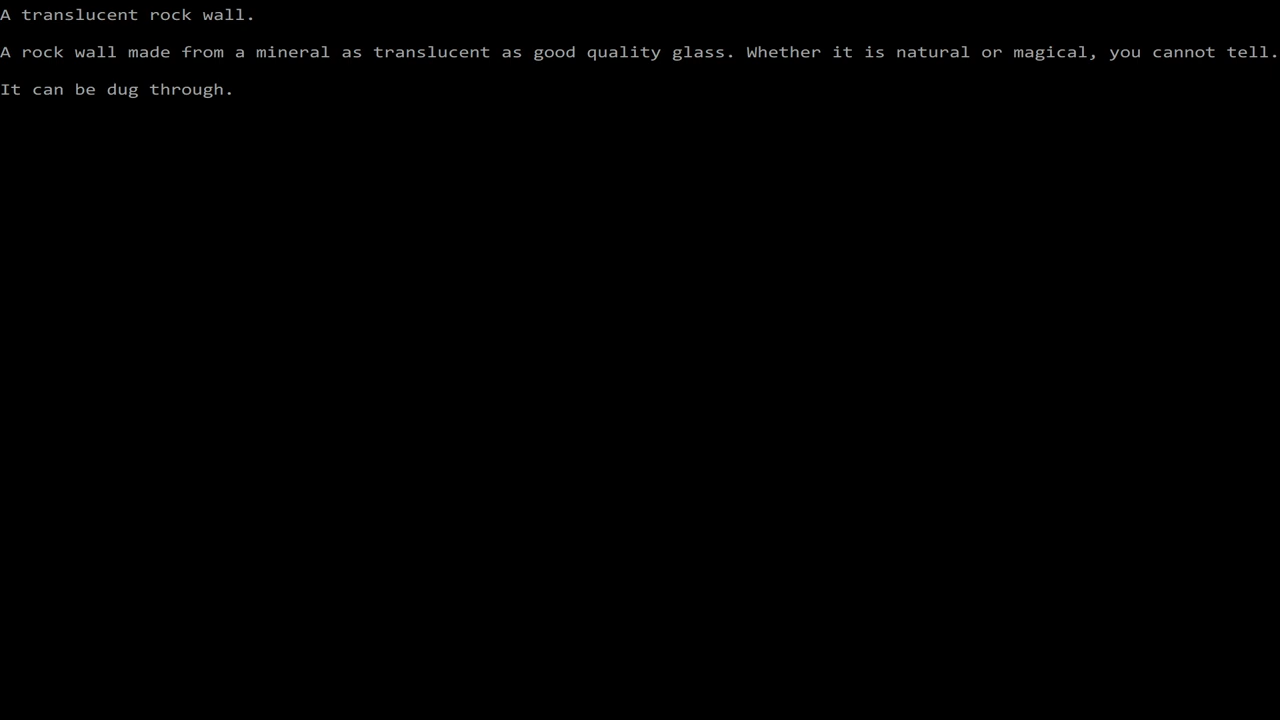 A translucent rock wall.
A rock wall made from a mineral as translucent as good quality glass. Whether it is natural or magical, you cannot tell.
It can be dug through.